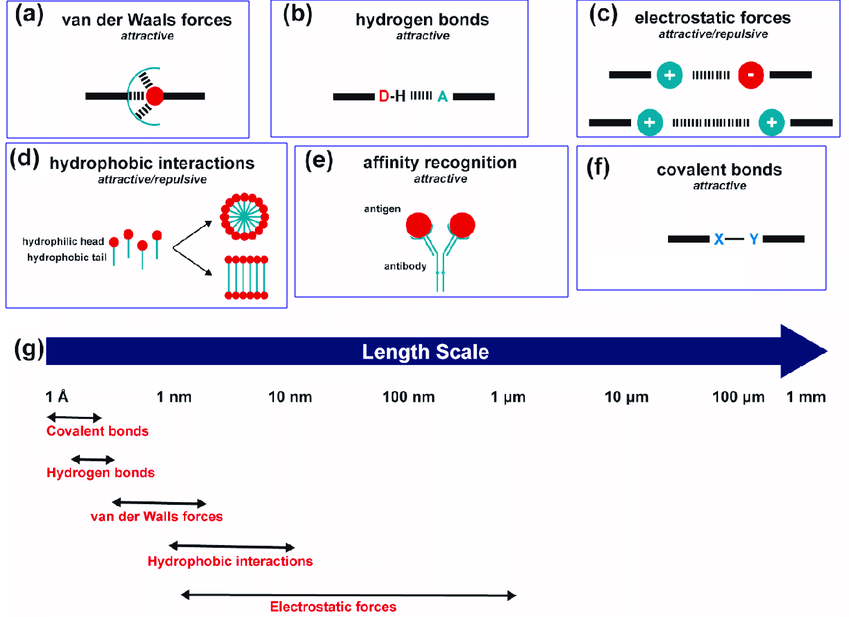 (a) van der Waals forces
attractive
(b) hydrogen bonds
attractive
D-H A
(c) electrostatic forces
attractive/repulsive
+ -
+ +
(d) hydrophobic interactions
attractive/repulsive
hydrophilic head
hydrophobic tail
(e) affinity recognition
attractive
antigen
antibody
(f) covalent bonds
attractive
X Y
(g) Length Scale
1 Å 1 nm 10 nm 100 nm 1 µm 10 µm 100 µm 1 mm
Covalent bonds
Hydrogen bonds
van der Walls forces
Hydrophobic interactions
Electrostatic forces